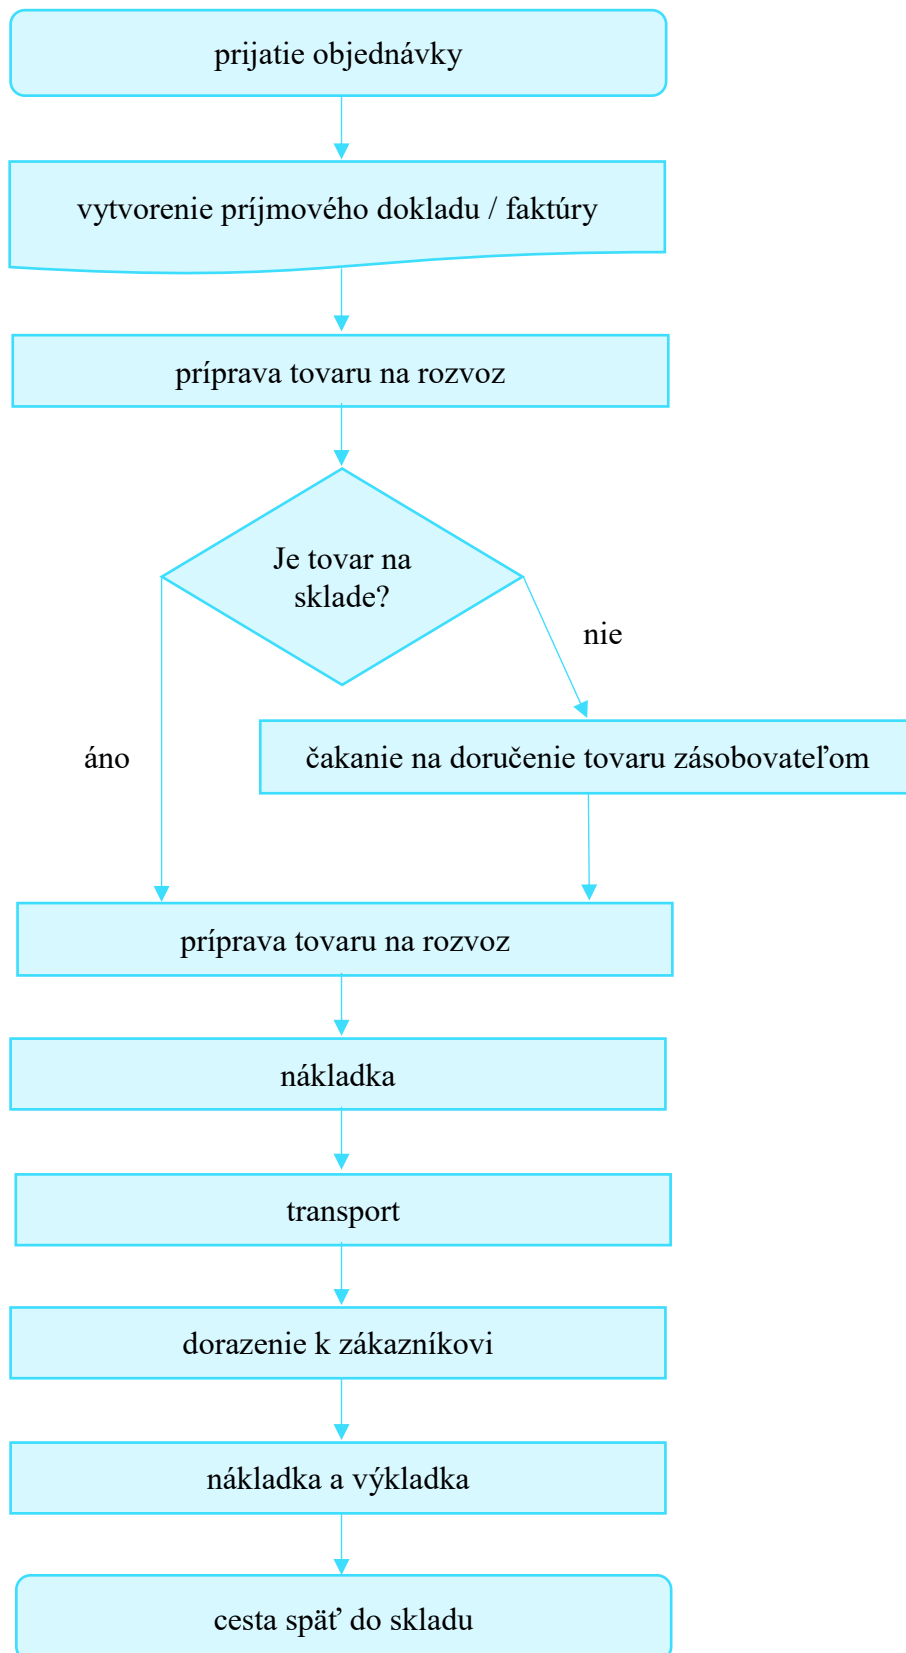 prijatie objednávky
vytvorenie príjmového dokladu / faktúry
príprava tovaru na rozvoz
Je tovar na
sklade?
nie
áno
čakanie na doručenie tovaru zásobovateľom
príprava tovaru na rozvoz
nákladka
transport
dorazenie k zákazníkovi
nákladka a výkladka
cesta späť do skladu